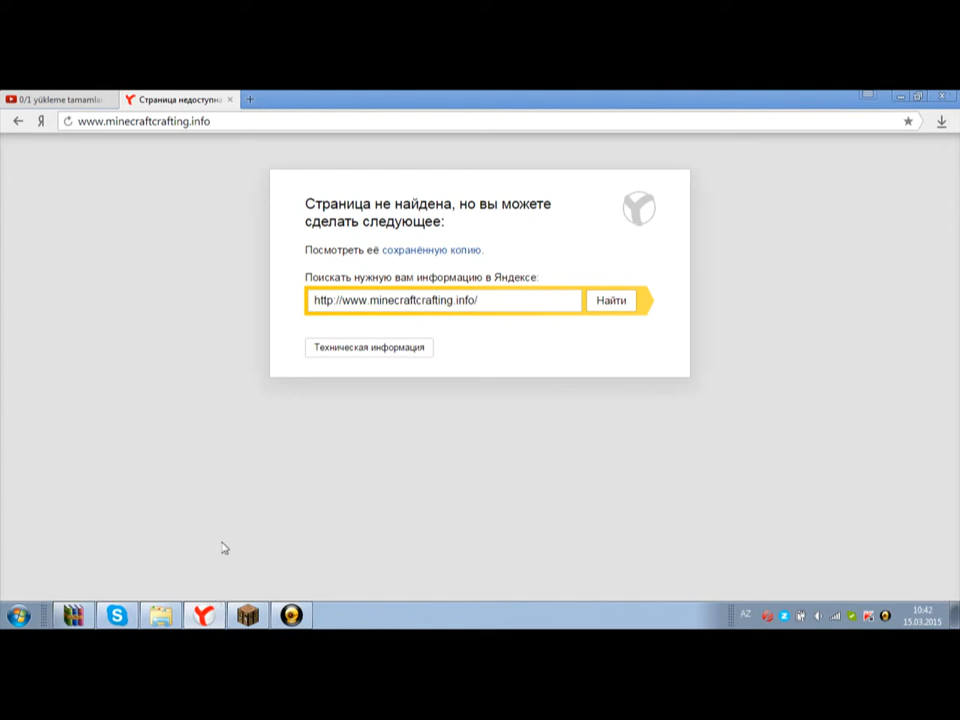 0/1 yükleme tamamlan
Страница недоступна
www.minecraftcrafting.info
Страница не найдена, но вы можете
сделать следующее:
Посмотреть её сохранённую копию.
Поискать нужную вам информацию в Яндексе:
http://www.minecraftcrafting.info/
Найти
Техническая информация
AZ
10:42
15.03.2015